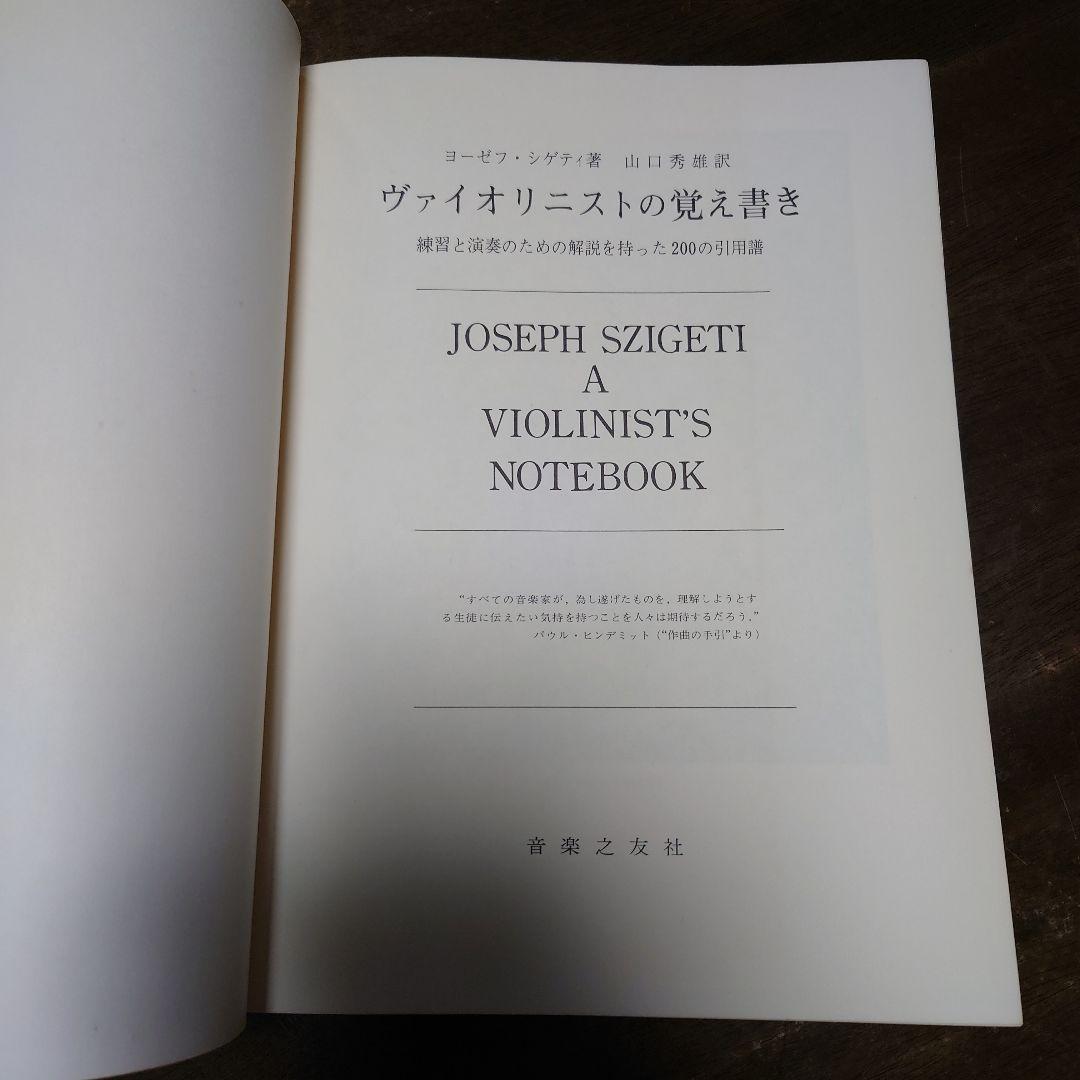 ヨーゼフ・シゲティ著 山口秀雄訳
ヴァイオリニストの覚え書き
練習と演奏のための解説を持った200の引用譜
JOSEPH SZIGETI
A
VIOLINIST'S
NOTEBOOK
“すべての音楽家が，為し遂げたものを，理解しようとす
る生徒に伝えたい気持を持つことを人々は期待するだろう．”
パウル・ヒンデミット（“作曲の手引”より）
音楽之友社